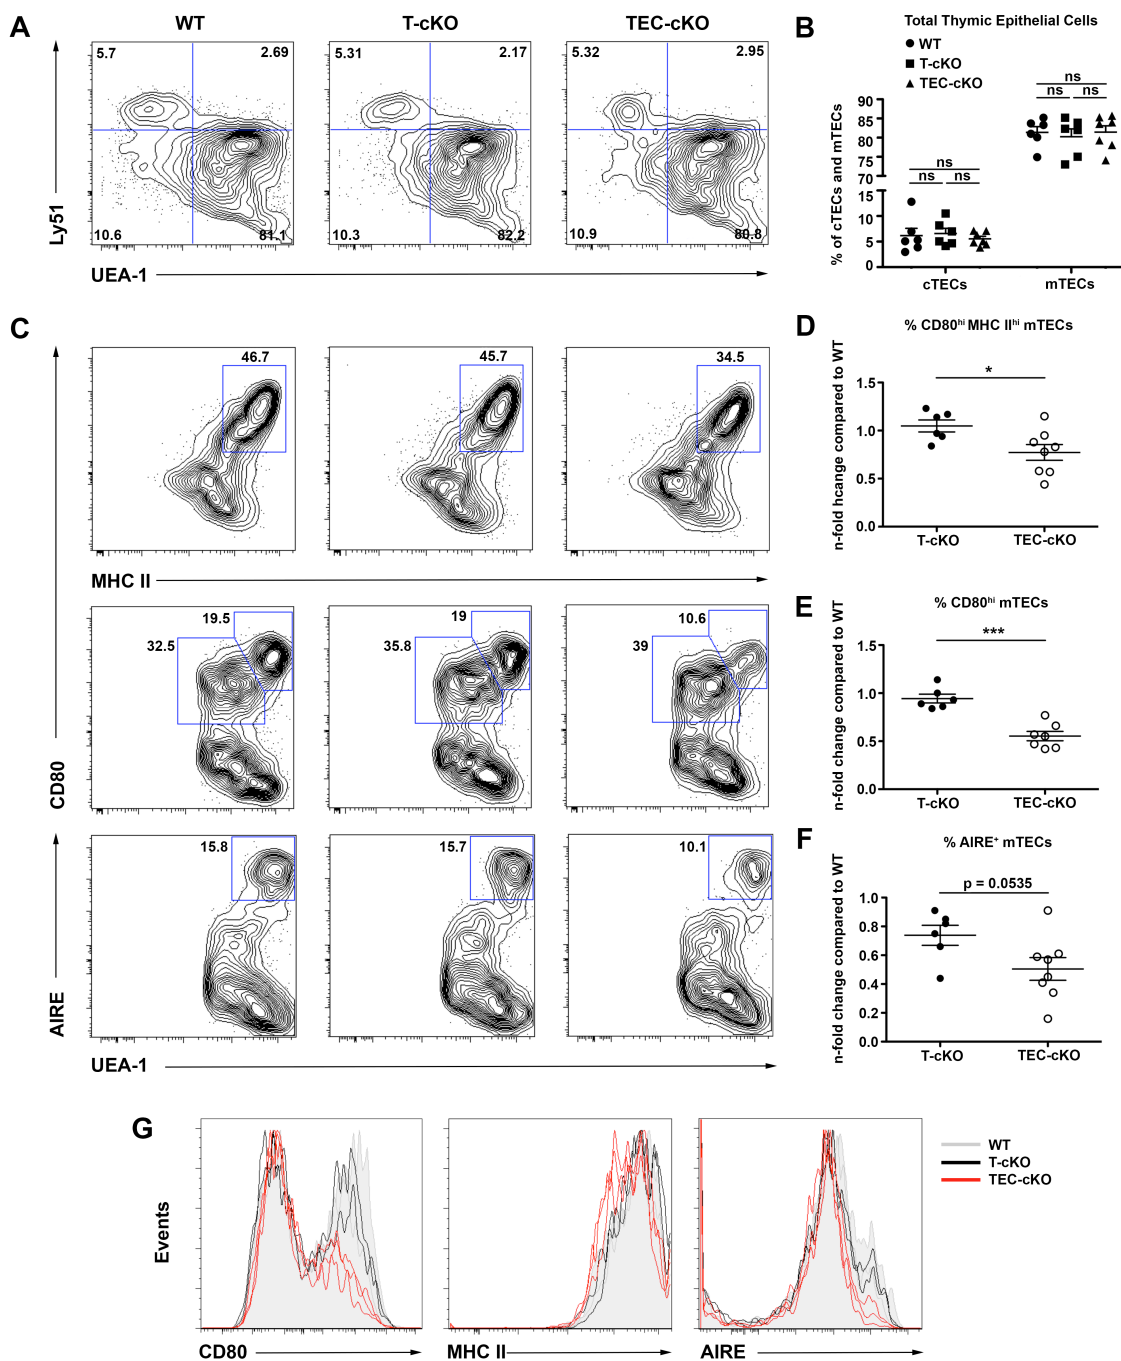 A
WT
T-cKO
TEC-cKO
5.7
2.69
10.6
81.1
5.31
2.17
10.3
82.2
5.32
2.95
10.9
80.8
Ly51
UEA-1
B
Total Thymic Epithelial Cells
WT
T-cKO
TEC-cKO
ns
ns
ns
ns
ns
ns
90
85
80
75
70
15
10
5
0
% of cTECs and mTECs
cTECs
mTECs
C
46.7
45.7
34.5
MHC II
19.5
32.5
19
35.8
10.6
39
CD80
15.8
15.7
10.1
AIRE
UEA-1
D
% CD80hi MHC IIhi mTECs
n-fold hcange compared to WT
*
1.5
1.0
0.5
0.0
T-cKO
TEC-cKO
E
% CD80hi mTECs
n-fold change compared to WT
***
1.5
1.0
0.5
0.0
T-cKO
TEC-cKO
F
% AIRE+ mTECs
n-fold change compared to WT
p = 0.0535
1.0
0.8
0.6
0.4
0.2
0.0
T-cKO
TEC-cKO
G
Events
CD80
MHC II
AIRE
WT
T-cKO
TEC-cKO